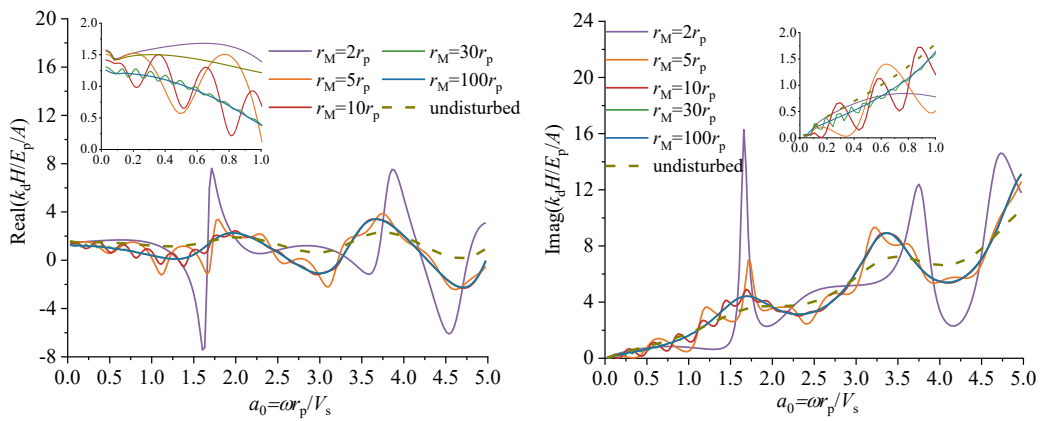 Real(k_dH/E_p/A)
20
16
12
8
4
0
-4
-8
0.0 0.5 1.0 1.5 2.0 2.5 3.0 3.5 4.0 4.5 5.0
a_0=ωr_p/V_s
2.0
1.5
1.0
0.5
0.0
0.0 0.2 0.4 0.6 0.8 1.0
r_M=2r_p
r_M=5r_p
r_M=10r_p
r_M=30r_p
r_M=100r_p
undisturbed
Imag(k_dH/E_p/A)
24
20
16
12
8
4
0
0.0 0.5 1.0 1.5 2.0 2.5 3.0 3.5 4.0 4.5 5.0
a_0=ωr_p/V_s
r_M=2r_p
r_M=5r_p
r_M=10r_p
r_M=30r_p
r_M=100r_p
undisturbed
2.0
1.5
1.0
0.5
0.0
0.0 0.2 0.4 0.6 0.8 1.0